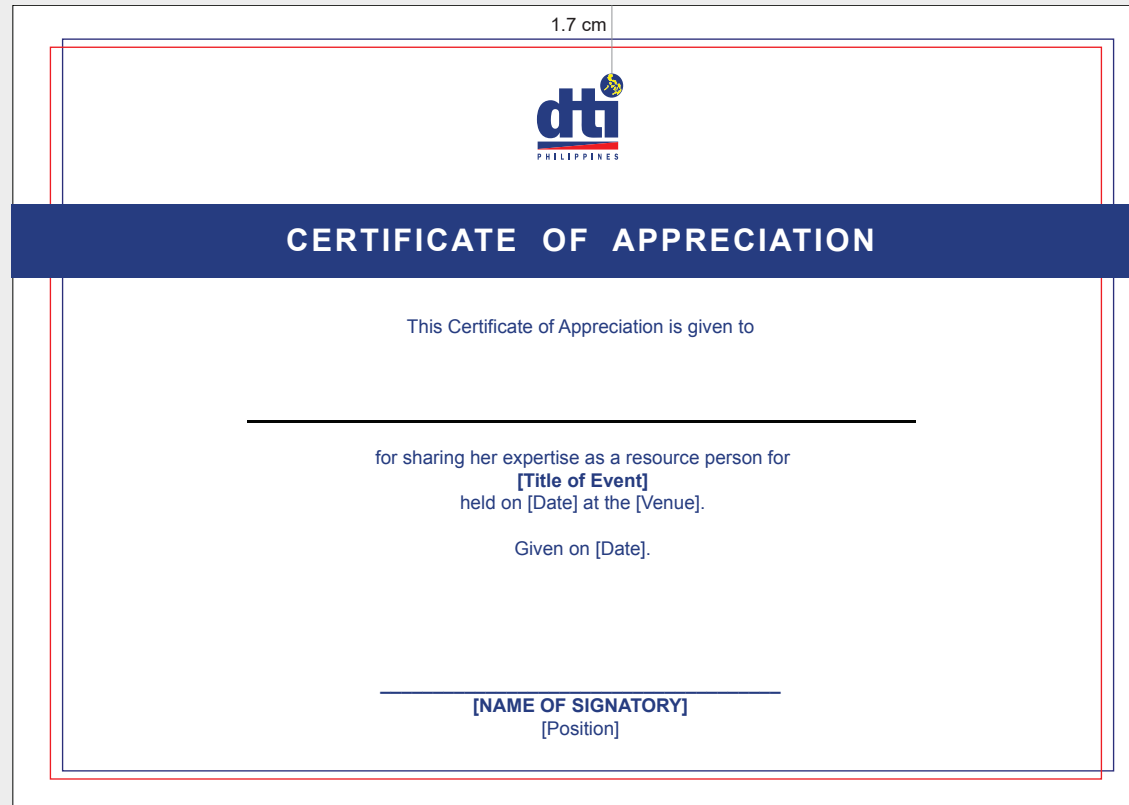 1.7 cm
dti
PHILIPPINES
CERTIFICATE OF APPRECIATION
This Certificate of Appreciation is given to
for sharing her expertise as a resource person for
[Title of Event]
held on [Date] at the [Venue].
Given on [Date].
[NAME OF SIGNATORY]
[Position]